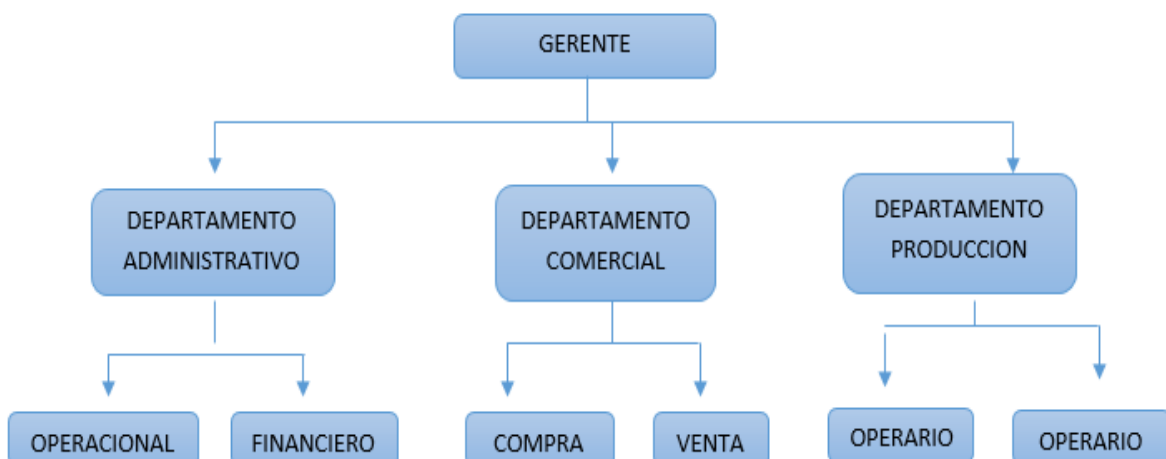 GERENTE
DEPARTAMENTO
ADMINISTRATIVO
DEPARTAMENTO
COMERCIAL
DEPARTAMENTO
PRODUCCION
OPERACIONAL
FINANCIERO
COMPRA
VENTA
OPERARIO
OPERARIO